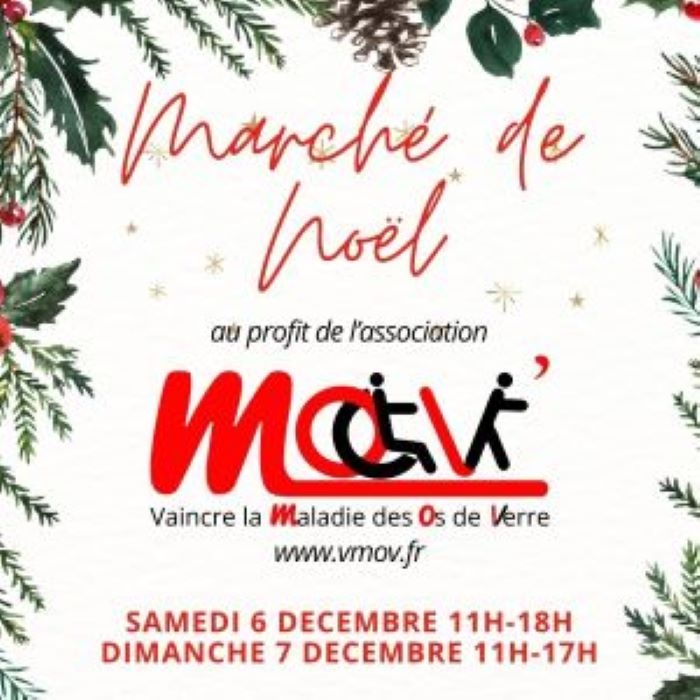 Marché de
Noël
au profit de l'association
MOV'
Vaincre la Maladie des Os de Verre
www.vmov.fr
SAMEDI 6 DECEMBRE 11H-18H
DIMANCHE 7 DECEMBRE 11H-17H